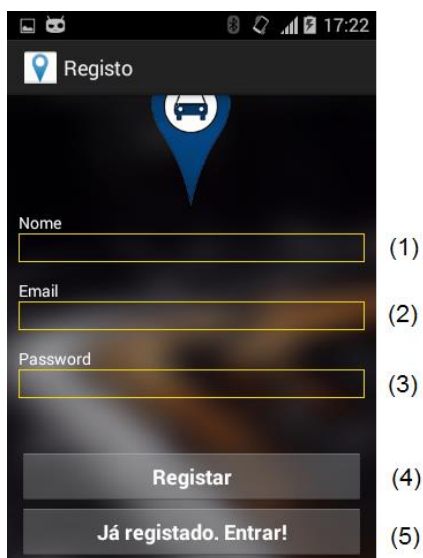 17:22
Registo
Nome
(1)
Email
(2)
Password
(3)
Registar
(4)
Já registado. Entrar!
(5)